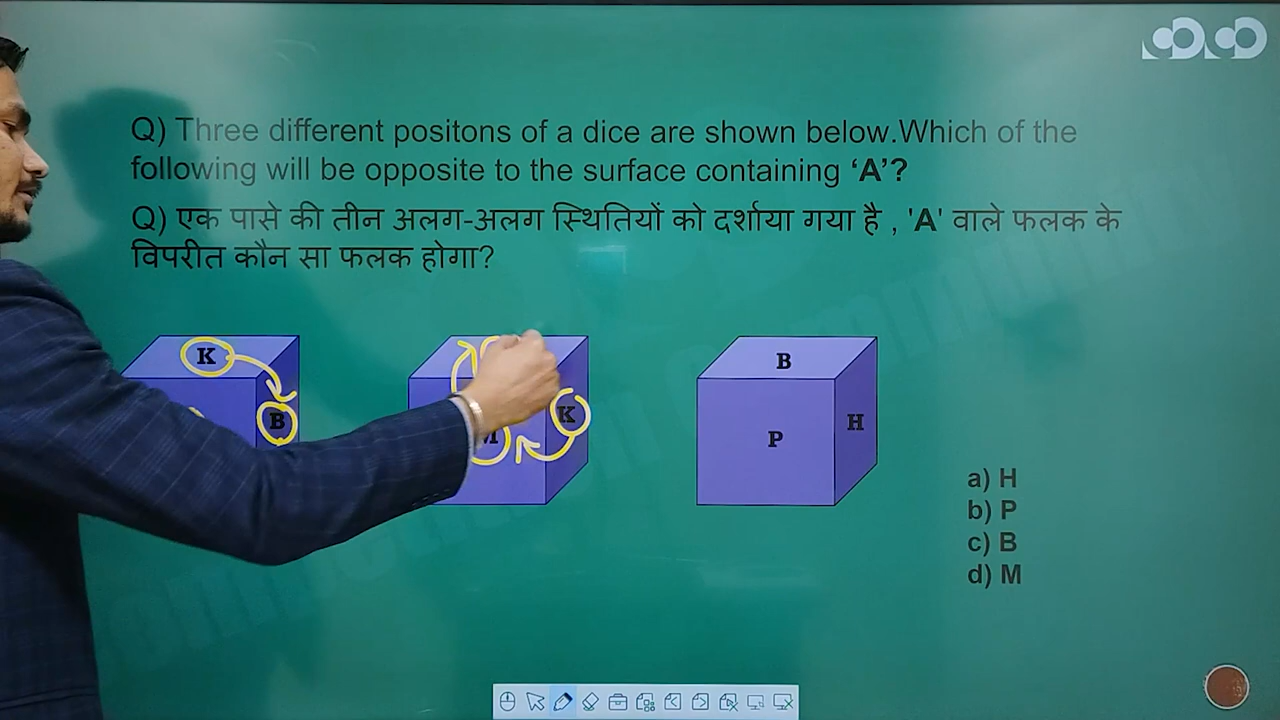 Q) Three different positons of a dice are shown below.Which of the
following will be opposite to the surface containing ‘A’?
Q) एक पासे की तीन अलग-अलग स्थितियों को दर्शाया गया है , 'A' वाले फलक के
विपरीत कौन सा फलक होगा?
K
B
K
M
B
P
H
a) H
b) P
c) B
d) M